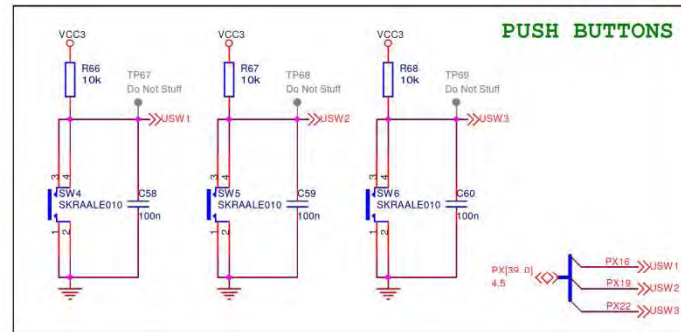 PUSH BUTTONS
VCC3
R66
10k
TP67
Do Not Stuff
USW1
3
4
SW4
SKRAALE010
1
2
C58
100n
VCC3
R67
10k
TP68
Do Not Stuff
USW2
3
4
SW5
SKRAALE010
1
2
C59
100n
VCC3
R68
10k
TP69
Do Not Stuff
USW3
3
4
SW6
SKRAALE010
1
2
C60
100n
PX[39..0]
4.5
PX16
USW1
PX19
USW2
PX22
USW3